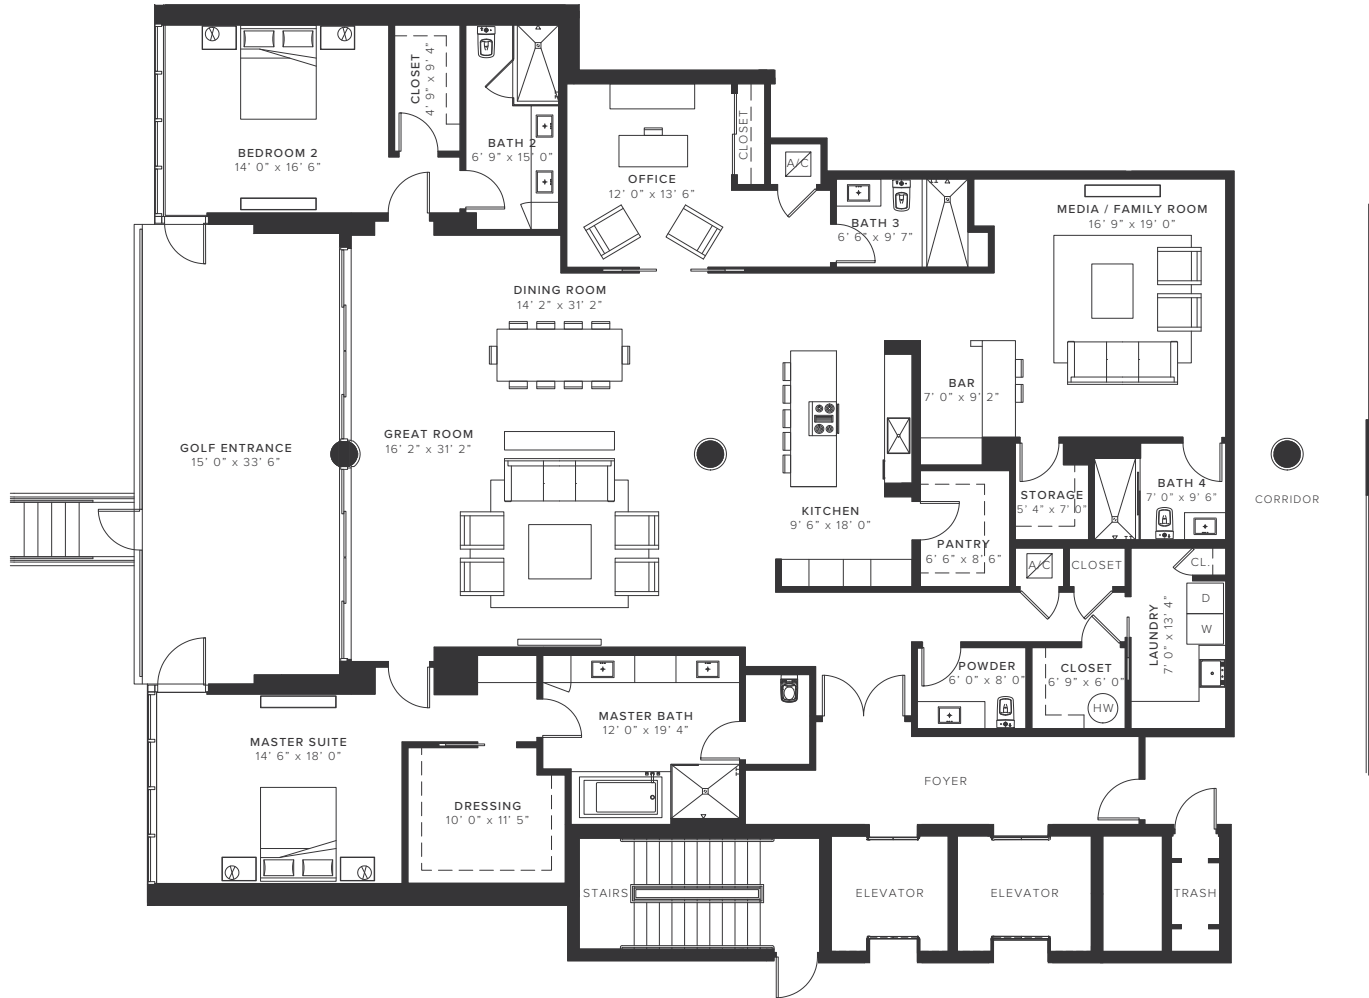 CLOSET
4' 9" x 9' 4"
BEDROOM 2
14' 0" x 16' 6"
BATH 2
6' 9" x 15' 0"
OFFICE
12' 0" x 13' 6"
CLOSET
A/C
BATH 3
6' 6" x 9' 7"
MEDIA / FAMILY ROOM
16' 9" x 19' 0"
DINING ROOM
14' 2" x 31' 2"
BAR
7' 0" x 9' 2"
GOLF ENTRANCE
15' 0" x 33' 6"
GREAT ROOM
16' 2" x 31' 2"
KITCHEN
9' 6" x 18' 0"
PANTRY
6' 6" x 8' 6"
STORAGE
5' 4" x 7' 0"
BATH 4
7' 0" x 9' 6"
CORRIDOR
A/C
CLOSET
CL.
D
W
LAUNDRY
7' 0" x 13' 4"
POWDER
6' 0" x 8' 0"
CLOSET
6' 9" x 6' 0"
HW
MASTER BATH
12' 0" x 19' 4"
MASTER SUITE
14' 6" x 18' 0"
DRESSING
10' 0" x 11' 5"
FOYER
STAIRS
ELEVATOR
ELEVATOR
TRASH